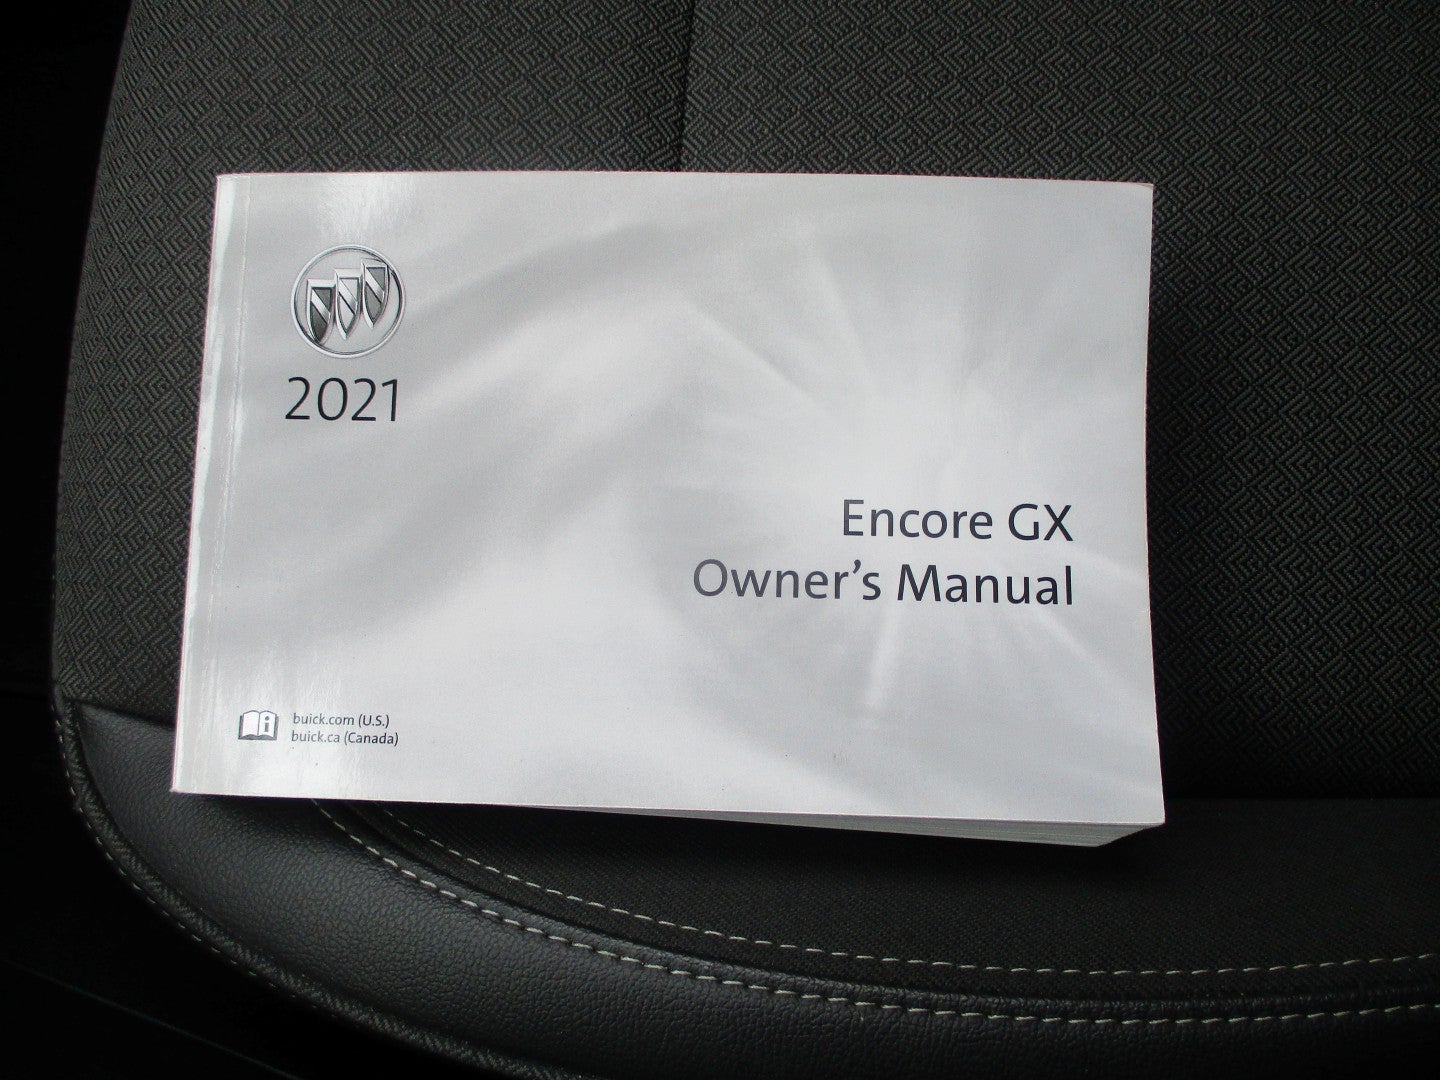 2021
Encore GX
Owner's Manual
buick.com (U.S.)
buick.ca (Canada)